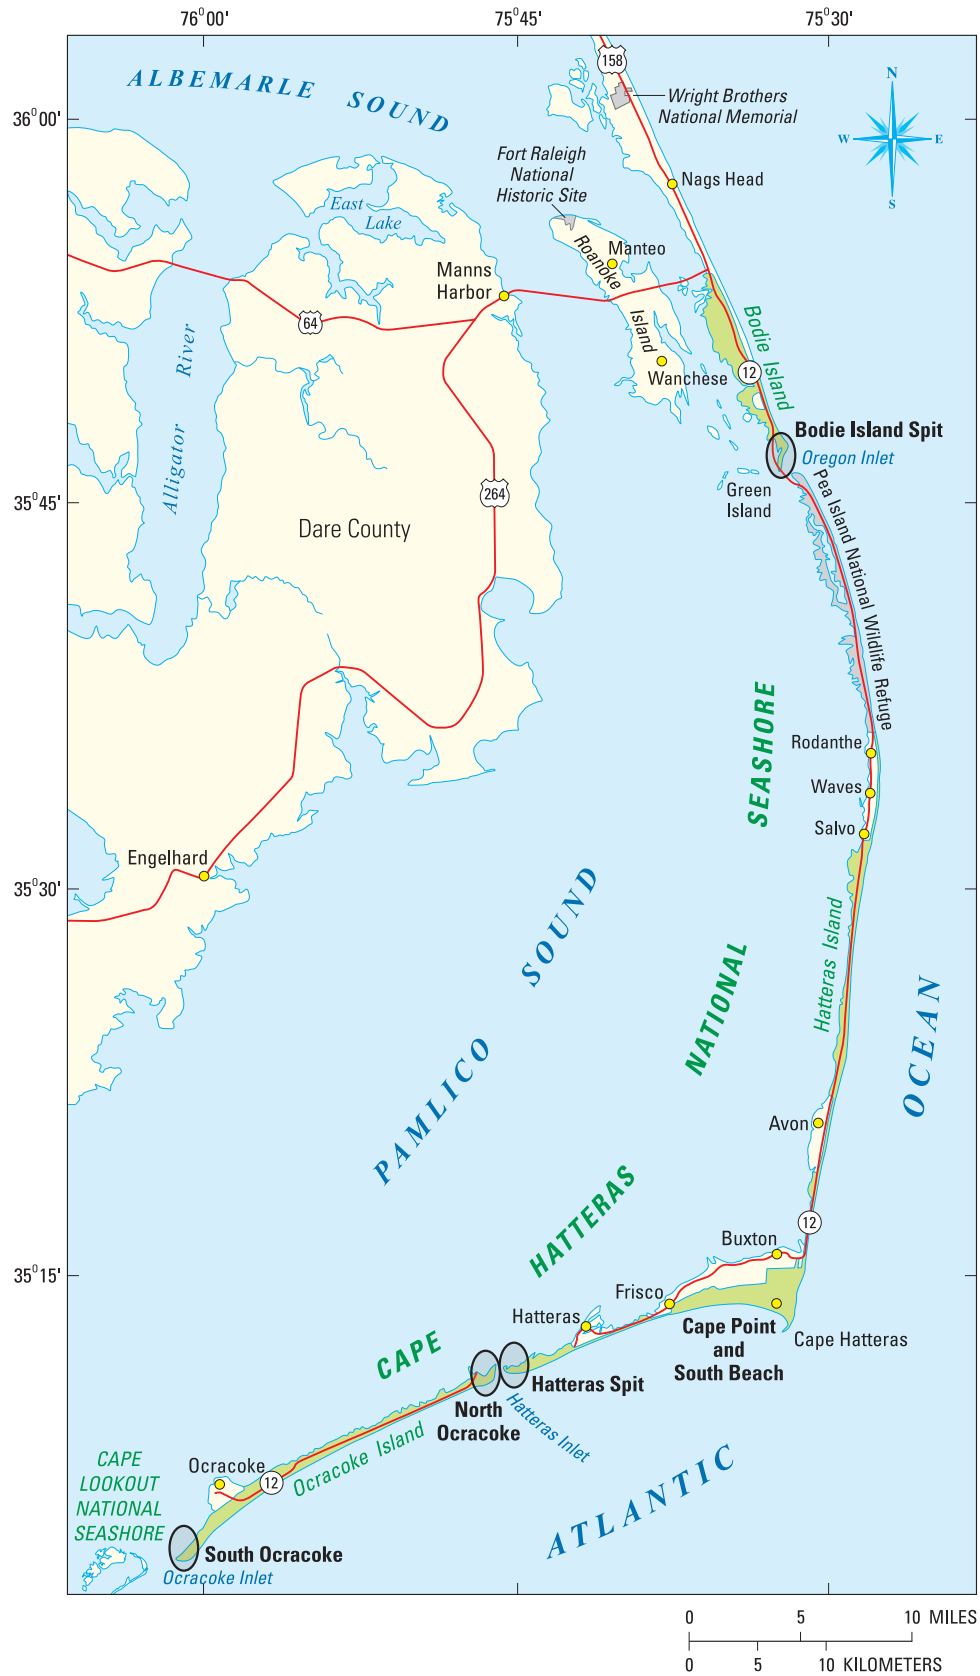 76°00'
75°45'
75°30'
36°00'
35°45'
35°30'
35°15'
ALBEMARLE SOUND
158
Wright Brothers
National Memorial
N
W
E
S
Fort Raleigh
National
Historic Site
Nags Head
East
Lake
Roanoke
Island
Manteo
Manns
Harbor
64
Bodie Island
12
Wanchese
Alligator
River
Bodie Island Spit
Oregon Inlet
Green
Island
264
Pea Island National Wildlife Refuge
Dare County
Rodanthe
Waves
Salvo
Engelhard
CAPE
HATTERAS
NATIONAL
SEASHORE
PAMLICO
SOUND
Hatteras Island
Avon
12
Buxton
Frisco
Hatteras
Cape Point
and
South Beach
Cape Hatteras
Hatteras Spit
North
Ocracoke
Hatteras Inlet
Ocracoke Island
Ocracoke
12
CAPE
LOOKOUT
NATIONAL
SEASHORE
South Ocracoke
Ocracoke Inlet
ATLANTIC
OCEAN
0 5 10 MILES
0 5 10 KILOMETERS